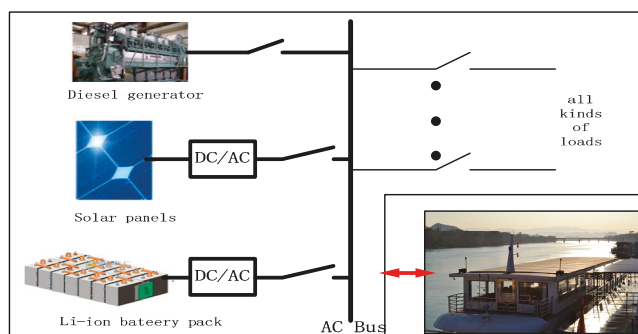 Diesel generator
DC/AC
Solar panels
DC/AC
Li-ion bateery pack
AC Bus
all
kinds
of
loads